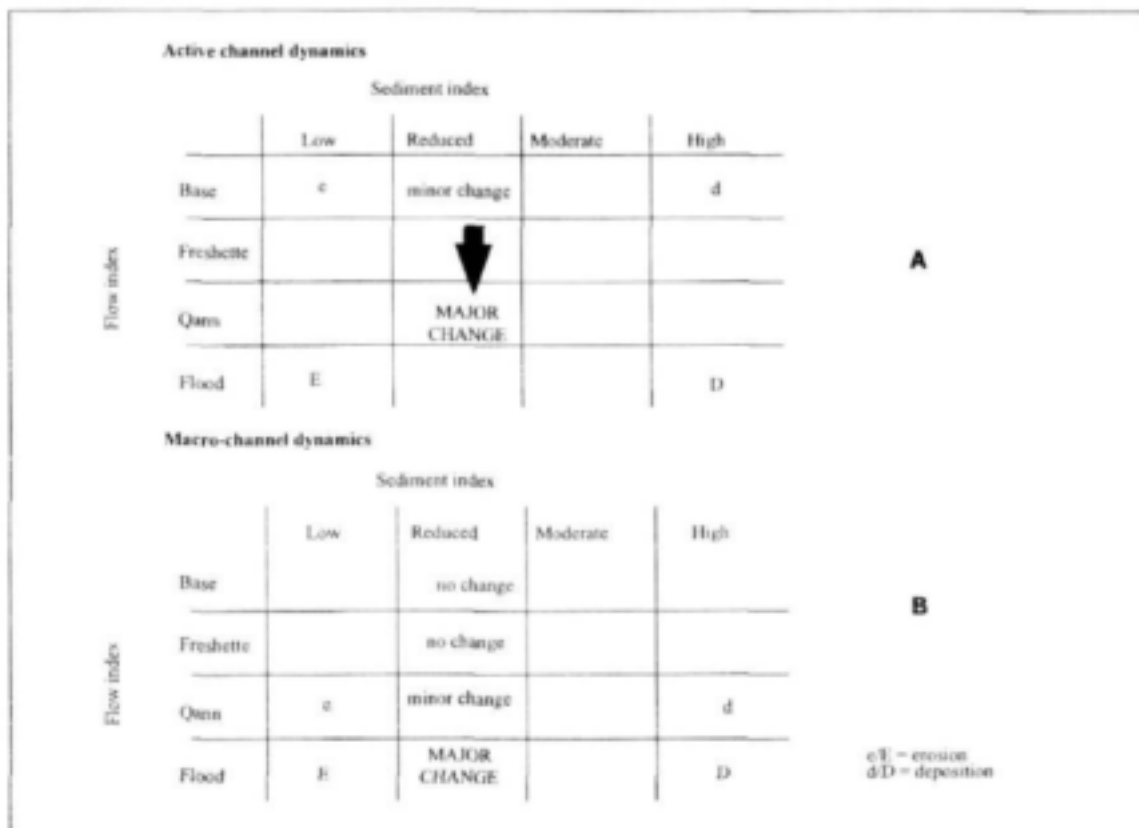 Active channel dynamics
Sediment index
Low Reduced Moderate High
Base e minor change d
Freshette
Flow index
A
Qann MAJOR CHANGE
Flood E D
Macro-channel dynamics
Sediment index
Low Reduced Moderate High
Base no change
B
Freshette no change
Flow index
Qann e minor change d
Flood E MAJOR CHANGE D
e/E = erosion
d/D = deposition